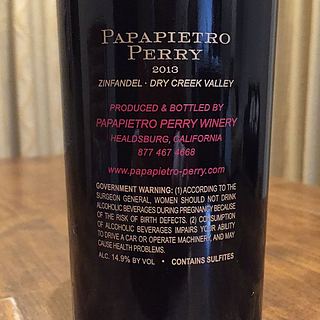 PAPAPIETRO
PERRY
2013
ZINFANDEL · DRY CREEK VALLEY
PRODUCED & BOTTLED BY
PAPAPIETRO PERRY WINERY
HEALDSBURG, CALIFORNIA
877 467 4668
www.papapietro-perry.com
GOVERNMENT WARNING: (1) ACCORDING TO THE
SURGEON GENERAL, WOMEN SHOULD NOT DRINK
ALCOHOLIC BEVERAGES DURING PREGNANCY BECAUSE
OF THE RISK OF BIRTH DEFECTS. (2) CONSUMPTION
OF ALCOHOLIC BEVERAGES IMPAIRS YOUR ABILITY
TO DRIVE A CAR OR OPERATE MACHINERY, AND MAY
CAUSE HEALTH PROBLEMS.
ALC. 14.9% BY VOL • CONTAINS SULFITES